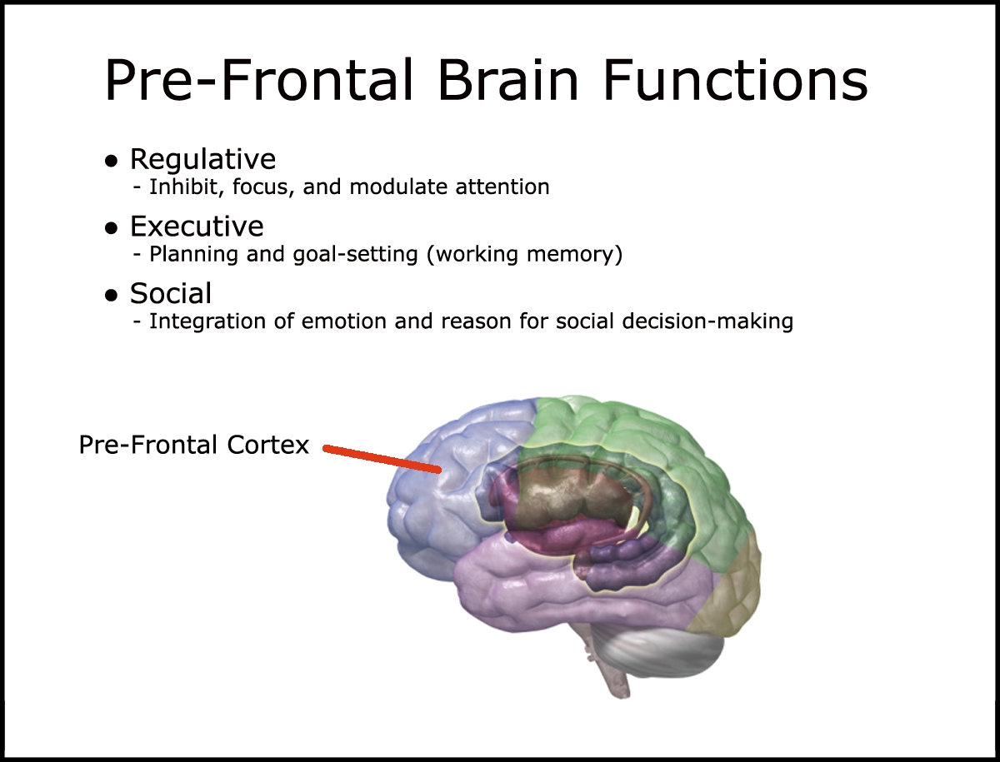 Pre-Frontal Brain Functions
● Regulative
- Inhibit, focus, and modulate attention
● Executive
- Planning and goal-setting (working memory)
● Social
- Integration of emotion and reason for social decision-making
Pre-Frontal Cortex